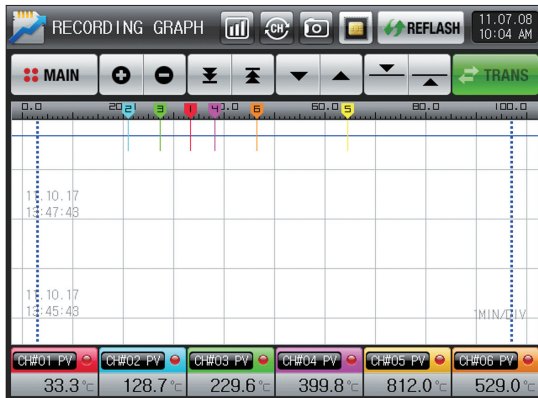 RECORDING GRAPH CH REFLASH 11.07.08
10:04 AM
MAIN TRANS
0.0 20 2 3 1 4 40.0 6 60.0 5 80.0 100.0
11.10.17
13:47:43
11.10.17
13:45:43
1MIN/DIV
CH#01 PV CH#02 PV CH#03 PV CH#04 PV CH#05 PV CH#06 PV
33.3℃ 128.7℃ 229.6℃ 399.8℃ 812.0℃ 529.0℃